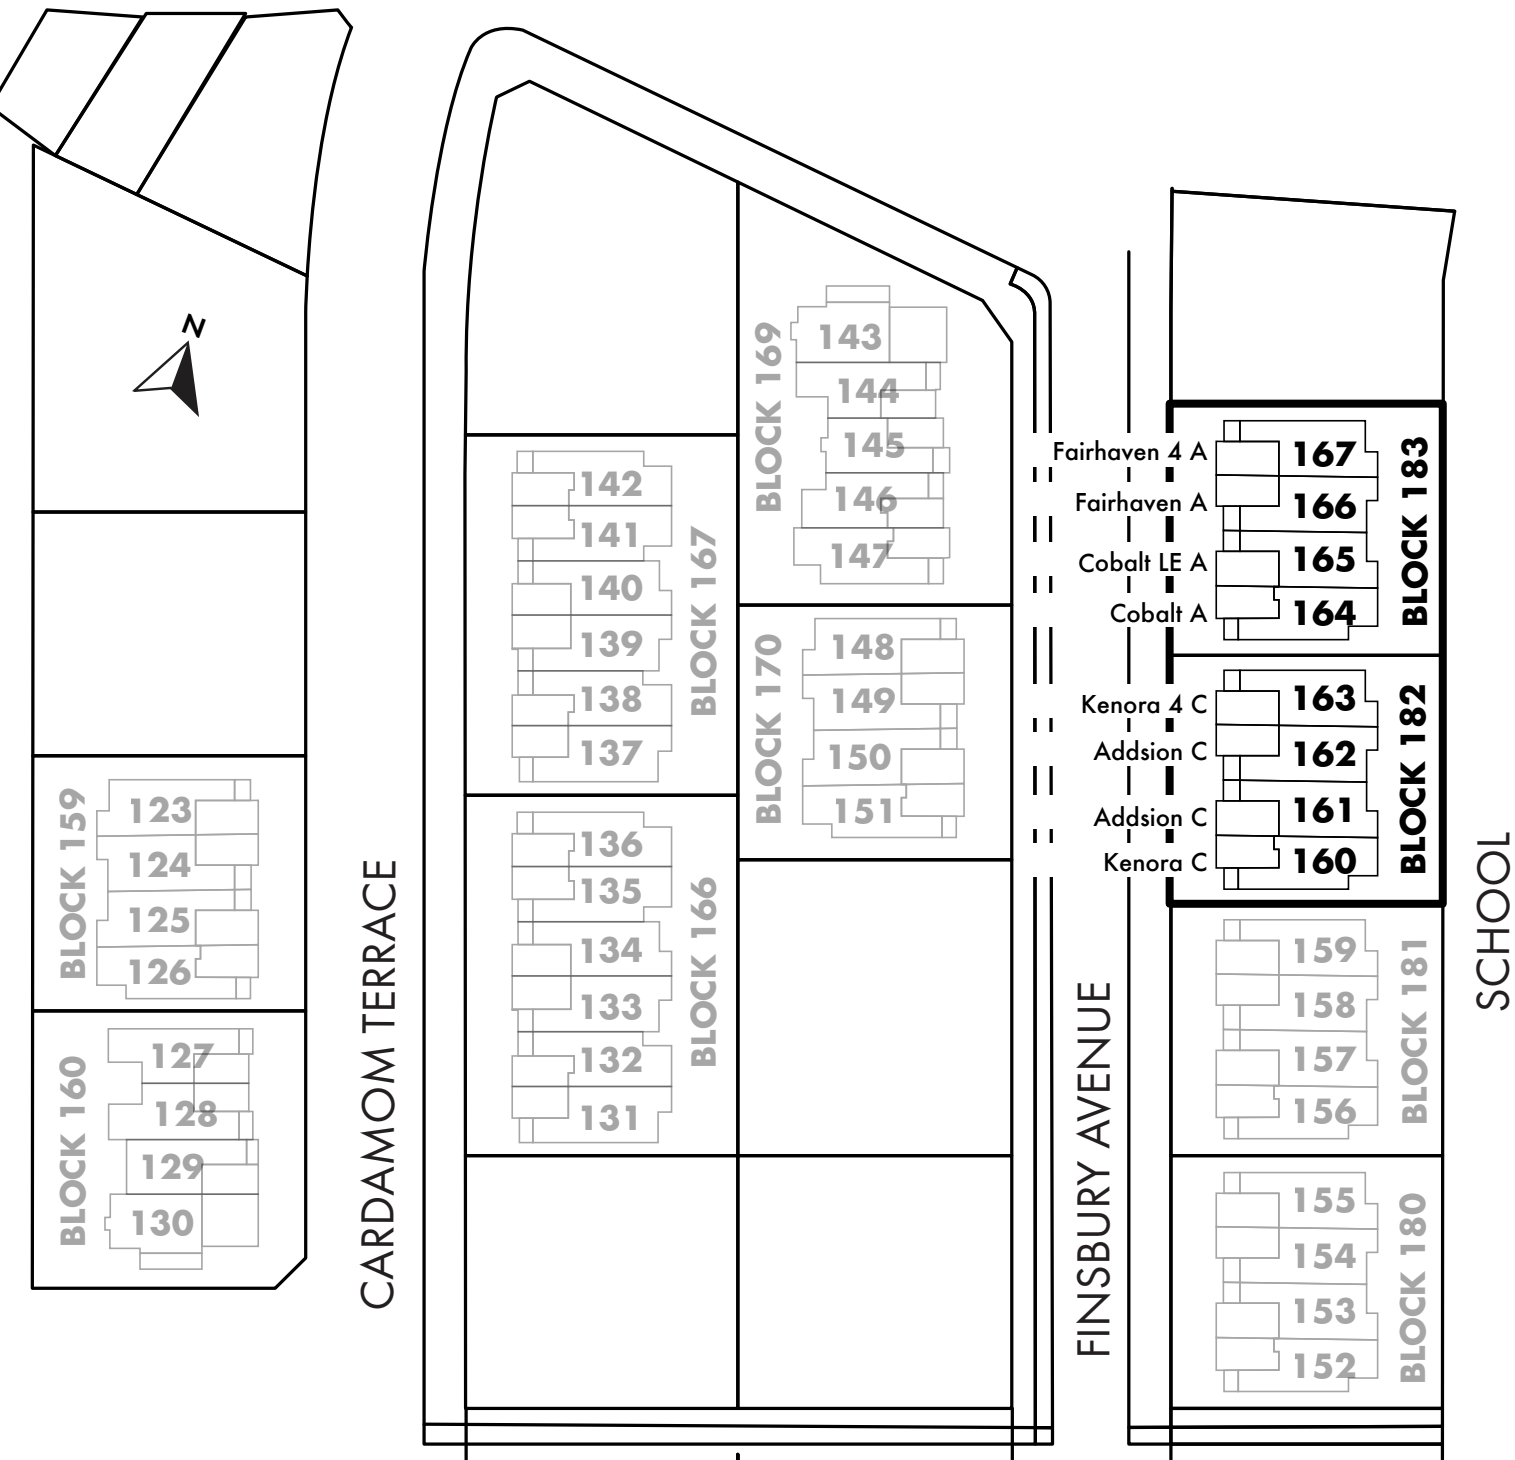 N
BLOCK 159
123
124
125
126
BLOCK 160
127
128
129
130
CARDAMOM TERRACE
142
141
140
139
138
137
BLOCK 167
136
135
134
133
132
131
BLOCK 166
BLOCK 169
143
144
145
146
147
BLOCK 170
148
149
150
151
FINSBURY AVENUE
Fairhaven 4 A 167
Fairhaven A 166
Cobalt LE A 165
Cobalt A 164
BLOCK 183
Kenora 4 C 163
Addsion C 162
Addsion C 161
Kenora C 160
BLOCK 182
159
158
157
156
BLOCK 181
155
154
153
152
BLOCK 180
SCHOOL